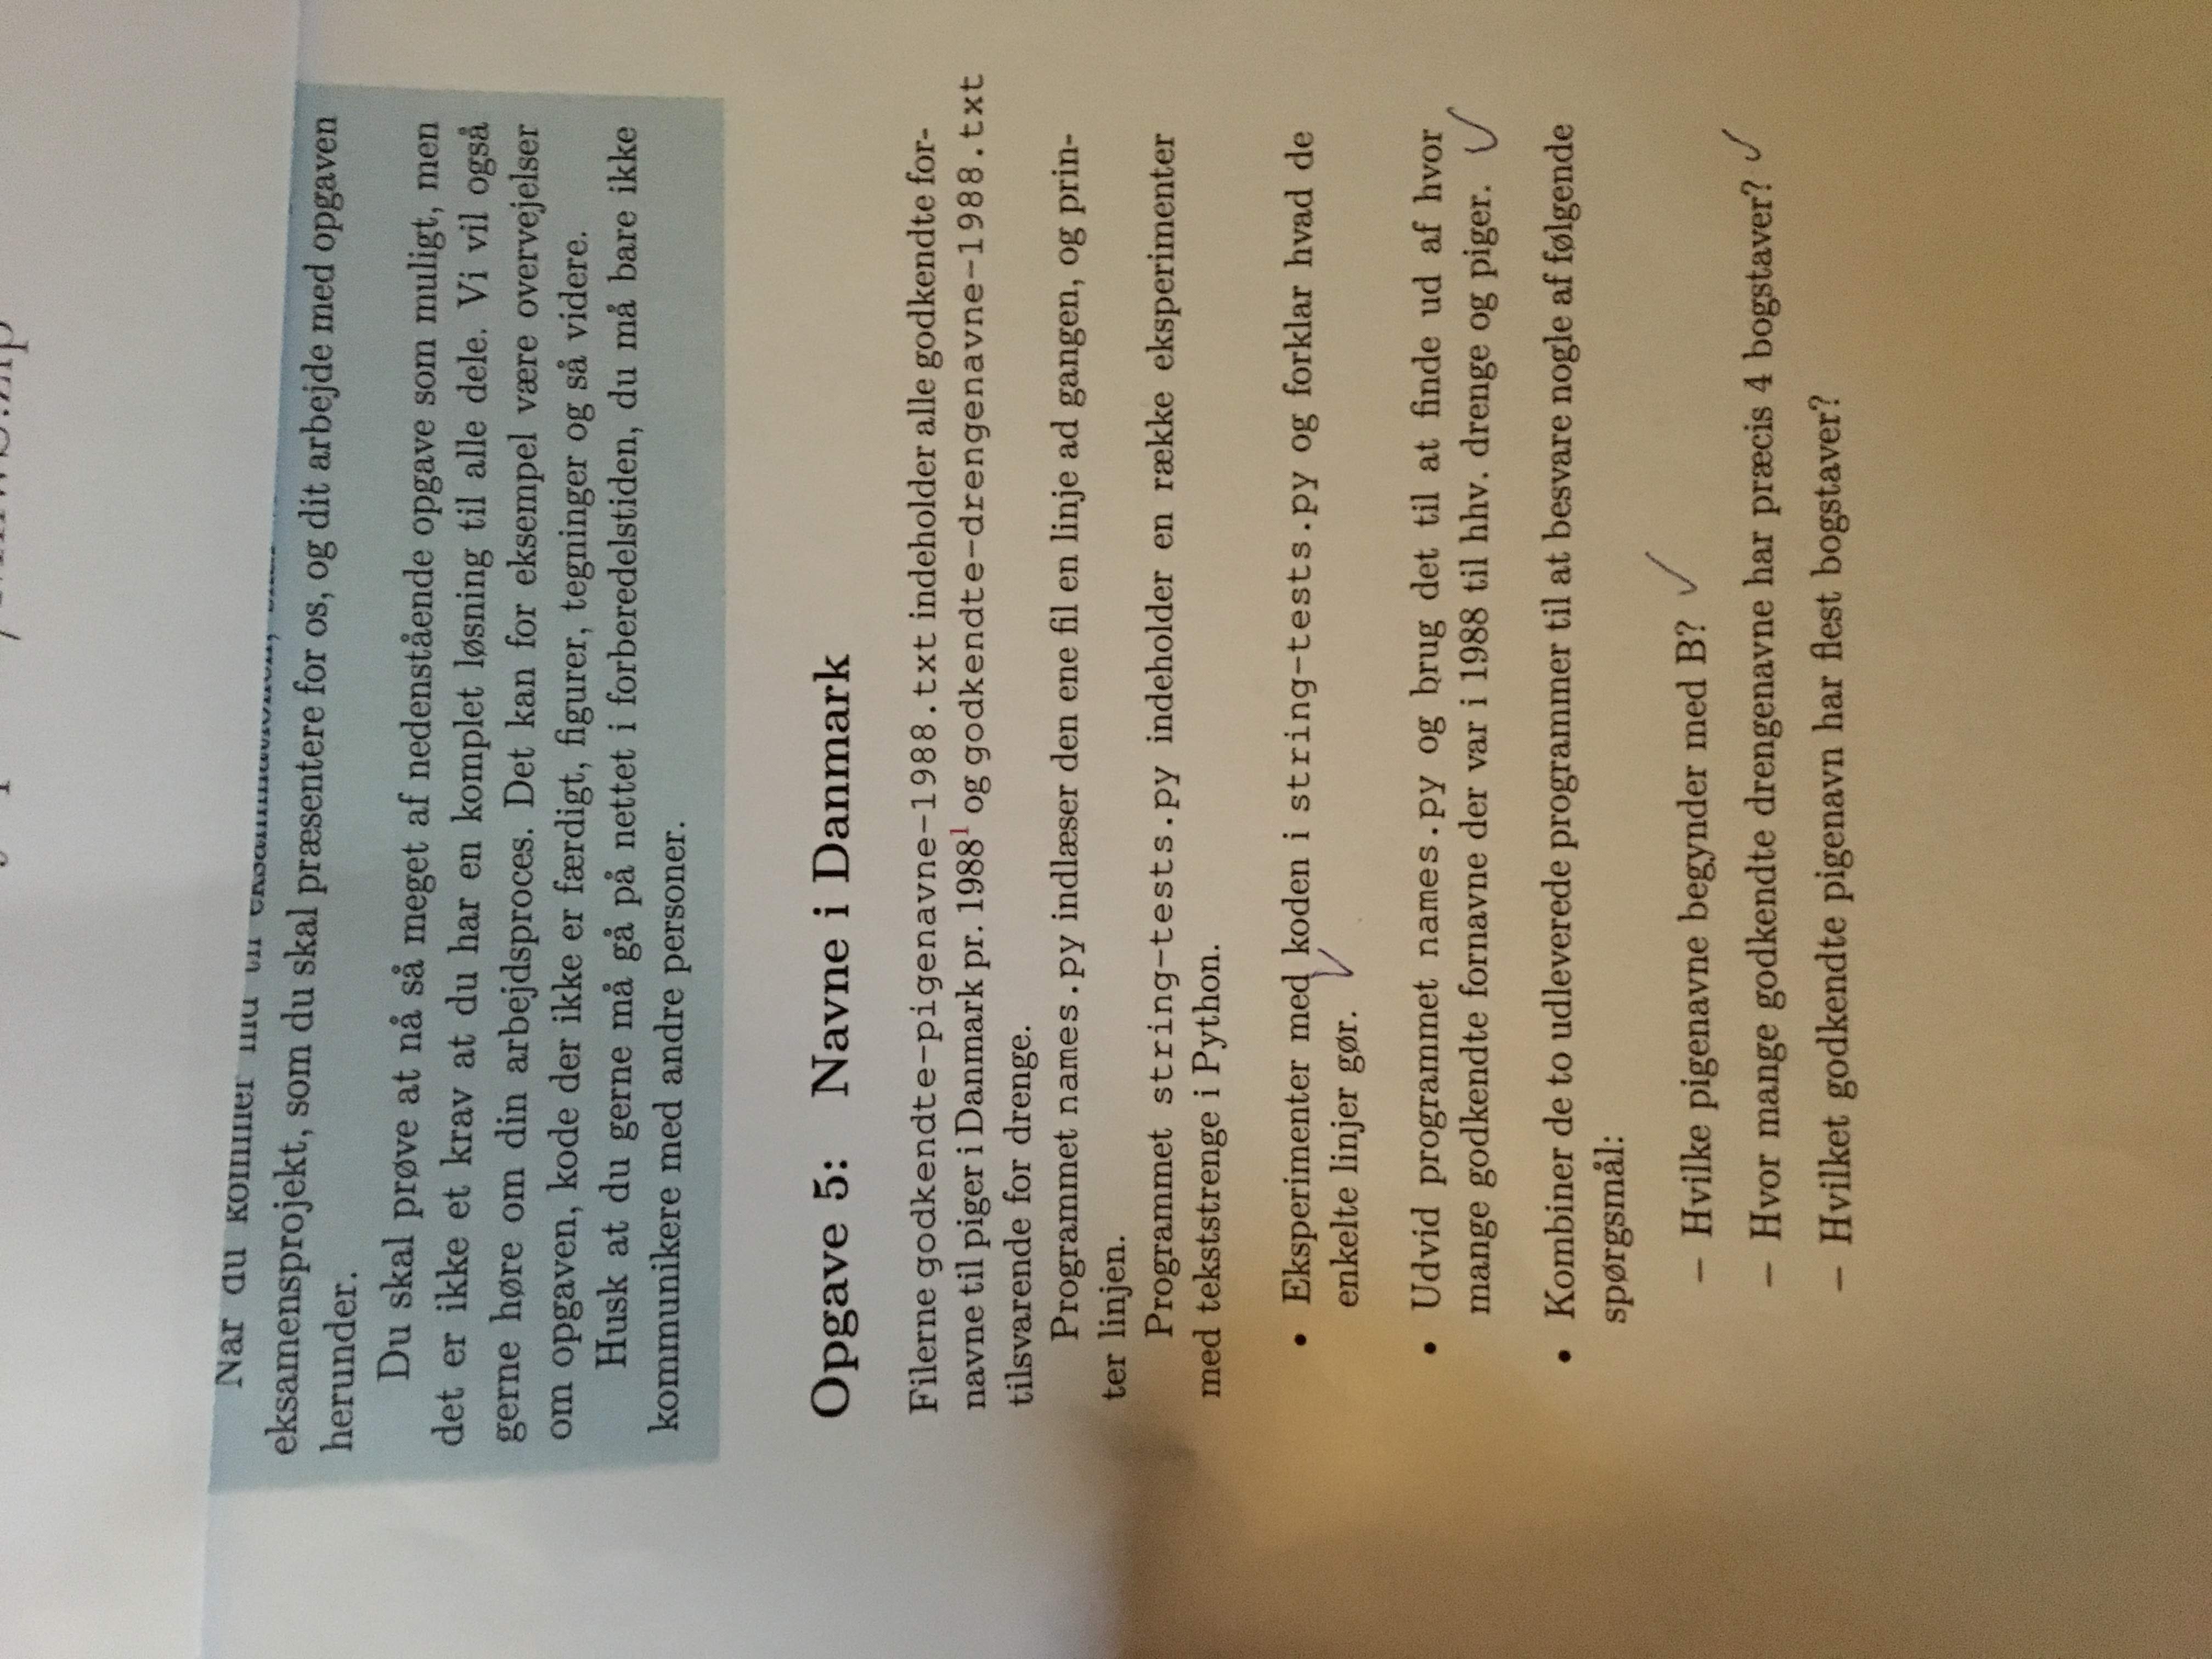 Når du kommer ind til eksaminationen,
eksamensprojekt, som du skal præsentere for os, og dit arbejde med opgaven
herunder.
Du skal prøve at nå så meget af nedenstående opgave som muligt, men
det er ikke et krav at du har en komplet løsning til alle dele. Vi vil også
gerne høre om din arbejdsproces. Det kan for eksempel være overvejelser
om opgaven, kode der ikke er færdigt, figurer, tegninger og så videre.
Husk at du gerne må gå på nettet i forberedelstiden, du må bare ikke
kommunikere med andre personer.
Opgave 5: Navne i Danmark
Filerne godkendte-pigenavne-1988.txt indeholder alle godkendte for-
navne til piger i Danmark pr. 1988¹ og godkendte-drengenavne-1988.txt
tilsvarende for drenge.
Programmet names.py indlæser den ene fil en linje ad gangen, og prin-
ter linjen.
Programmet string-tests.py indeholder en række eksperimenter
med tekststrenge i Python.
• Eksperimenter med koden i string-tests.py og forklar hvad de
enkelte linjer gør.
• Udvid programmet names.py og brug det til at finde ud af hvor
mange godkendte fornavne der var i 1988 til hhv. drenge og piger.
• Kombiner de to udleverede programmer til at besvare nogle af følgende
spørgsmål:
– Hvilke pigenavne begynder med B?
– Hvor mange godkendte drengenavne har præcis 4 bogstaver?
– Hvilket godkendte pigenavn har flest bogstaver?